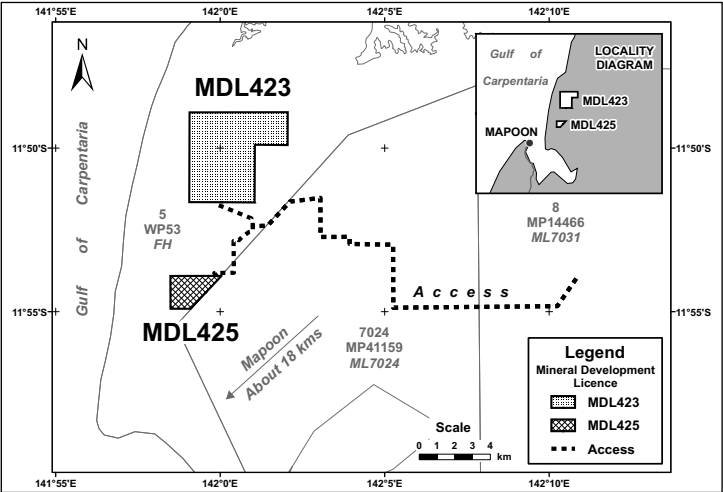 141°55'E 142°0'E 142°5'E 142°10'E
N
MDL423
Gulf of Carpentaria
LOCALITY
DIAGRAM
MDL423
MDL425
MAPOON
11°50'S 11°50'S
Gulf of Carpentaria
5
WP53
FH
8
MP14466
ML7031
Access
11°55'S 11°55'S
MDL425
Mapoon
About 18 kms
7024
MP41159
ML7024
Legend
Mineral Development
Licence
MDL423
MDL425
Access
Scale
0 1 2 3 4
km
141°55'E 142°0'E 142°5'E 142°10'E